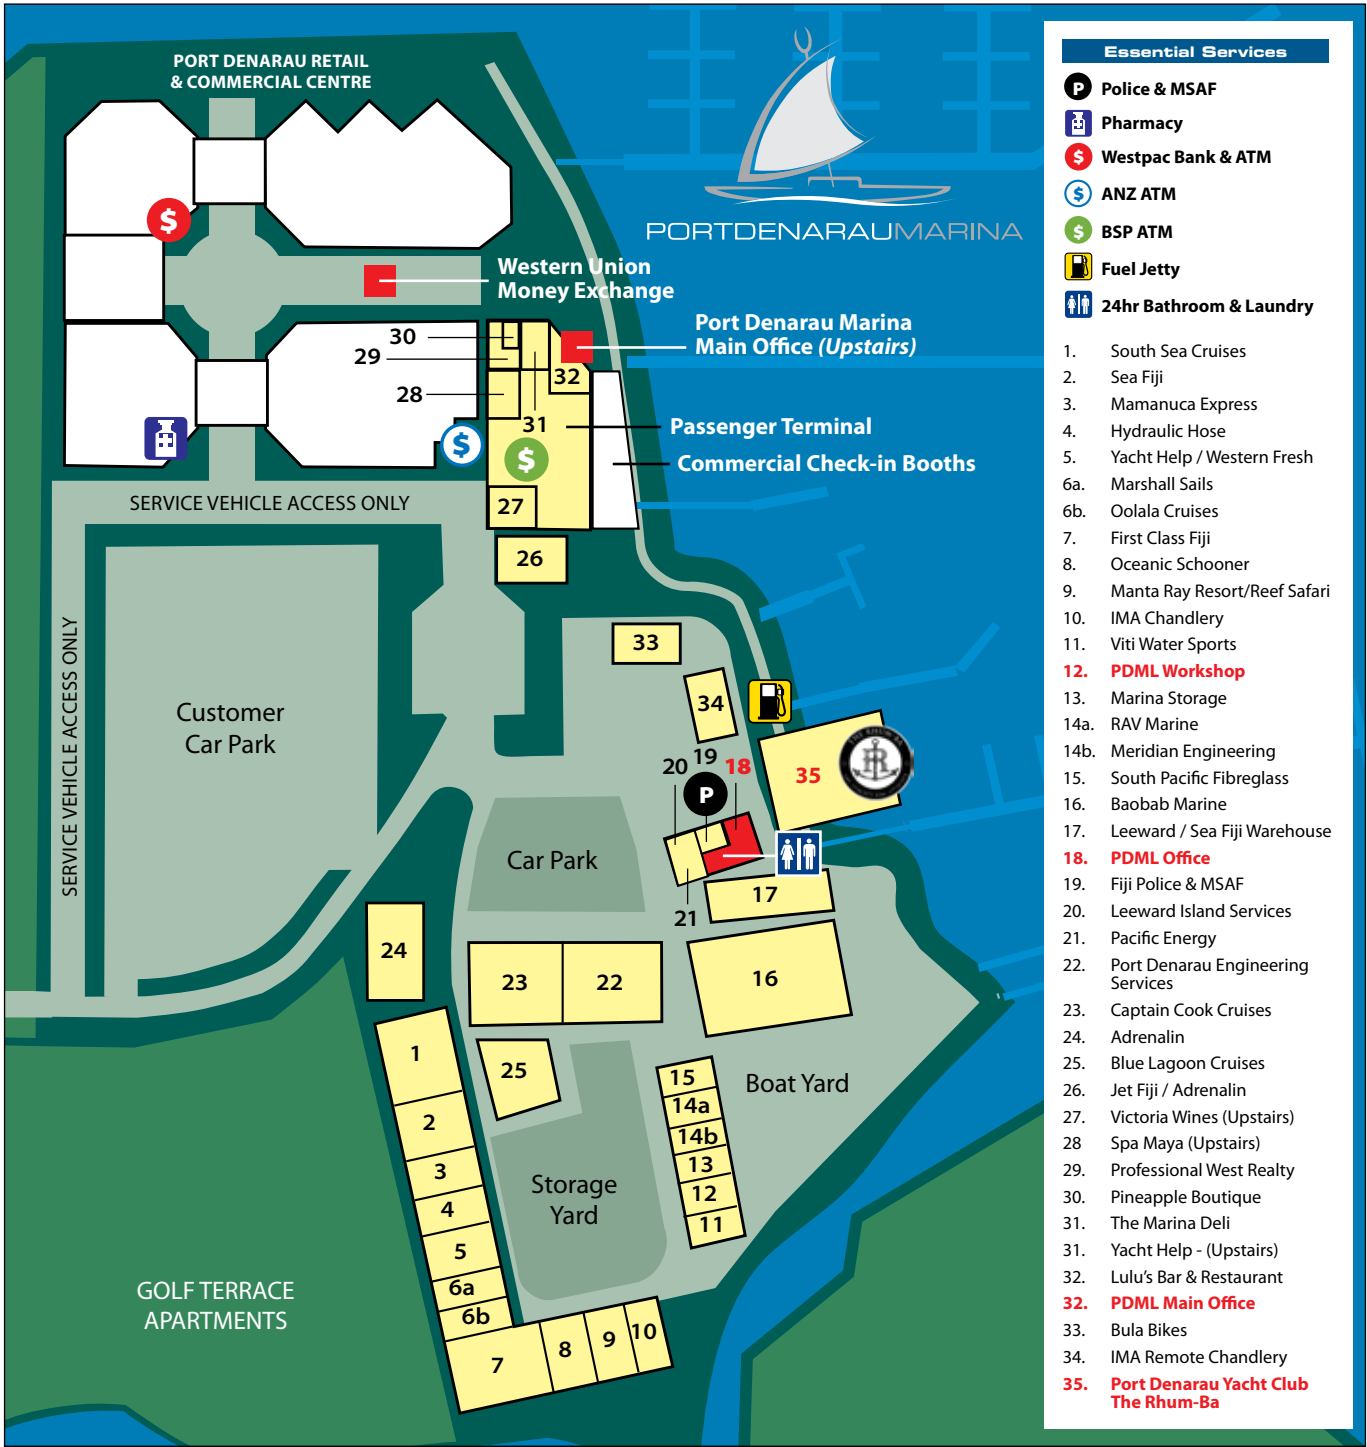 PORT DENARAU RETAIL
& COMMERCIAL CENTRE
PORTDENARAUMARINA
$
Western Union
Money Exchange
Port Denarau Marina
Main Office (Upstairs)
30
29
28
32
31
Passenger Terminal
Commercial Check-in Booths
$
$
27
26
SERVICE VEHICLE ACCESS ONLY
SERVICE VEHICLE ACCESS ONLY
Customer
Car Park
33
34
19
20
18
P
35
Car Park
21
17
16
24
23
22
25
Boat Yard
Storage
Yard
15
14a
14b
13
12
11
1
2
3
4
5
6a
6b
7
8
9
10
GOLF TERRACE
APARTMENTS
Essential Services
P Police & MSAF
Pharmacy
$ Westpac Bank & ATM
$ ANZ ATM
$ BSP ATM
Fuel Jetty
24hr Bathroom & Laundry
1. South Sea Cruises
2. Sea Fiji
3. Mamanuca Express
4. Hydraulic Hose
5. Yacht Help / Western Fresh
6a. Marshall Sails
6b. Oolala Cruises
7. First Class Fiji
8. Oceanic Schooner
9. Manta Ray Resort/Reef Safari
10. IMA Chandlery
11. Viti Water Sports
12. PDML Workshop
13. Marina Storage
14a. RAV Marine
14b. Meridian Engineering
15. South Pacific Fibreglass
16. Baobab Marine
17. Leeward / Sea Fiji Warehouse
18. PDML Office
19. Fiji Police & MSAF
20. Leeward Island Services
21. Pacific Energy
22. Port Denarau Engineering
Services
23. Captain Cook Cruises
24. Adrenalin
25. Blue Lagoon Cruises
26. Jet Fiji / Adrenalin
27. Victoria Wines (Upstairs)
28 Spa Maya (Upstairs)
29. Professional West Realty
30. Pineapple Boutique
31. The Marina Deli
31. Yacht Help - (Upstairs)
32. Lulu's Bar & Restaurant
32. PDML Main Office
33. Bula Bikes
34. IMA Remote Chandlery
35. Port Denarau Yacht Club
The Rhum-Ba